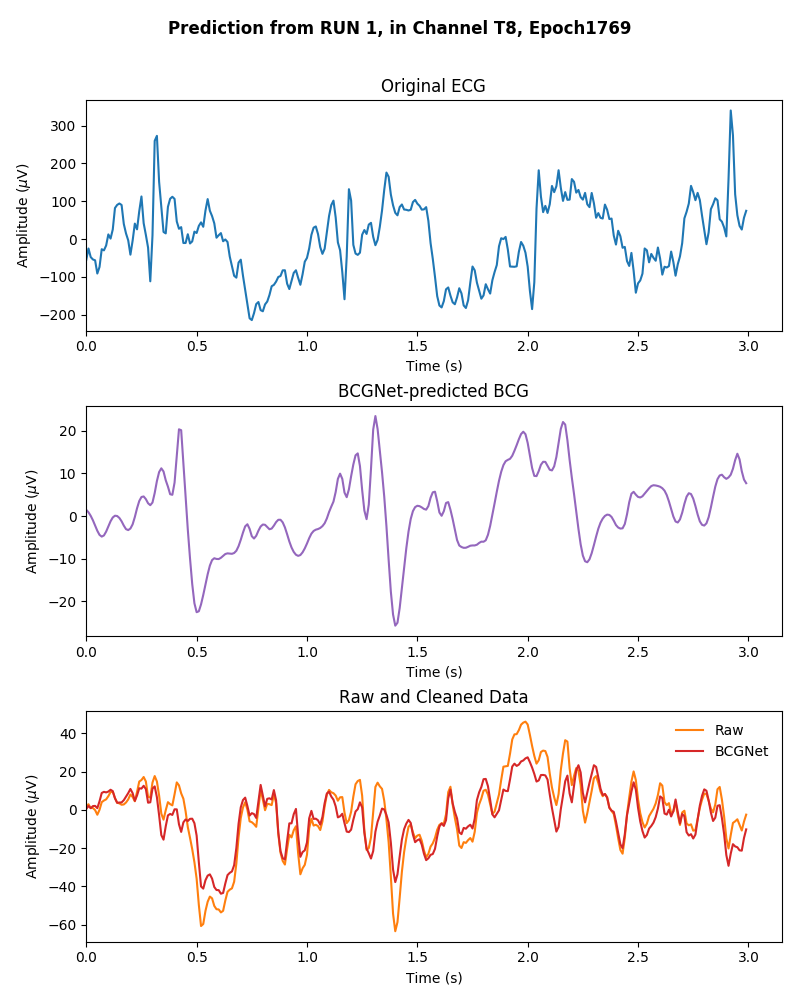 Prediction from RUN 1, in Channel T8, Epoch1769
Original ECG
Amplitude (μV)
300
200
100
0
−100
−200
0.0 0.5 1.0 1.5 2.0 2.5 3.0
Time (s)
BCGNet-predicted BCG
Amplitude (μV)
20
10
0
−10
−20
0.0 0.5 1.0 1.5 2.0 2.5 3.0
Time (s)
Raw and Cleaned Data
Amplitude (μV)
40
20
0
−20
−40
−60
Raw
BCGNet
0.0 0.5 1.0 1.5 2.0 2.5 3.0
Time (s)